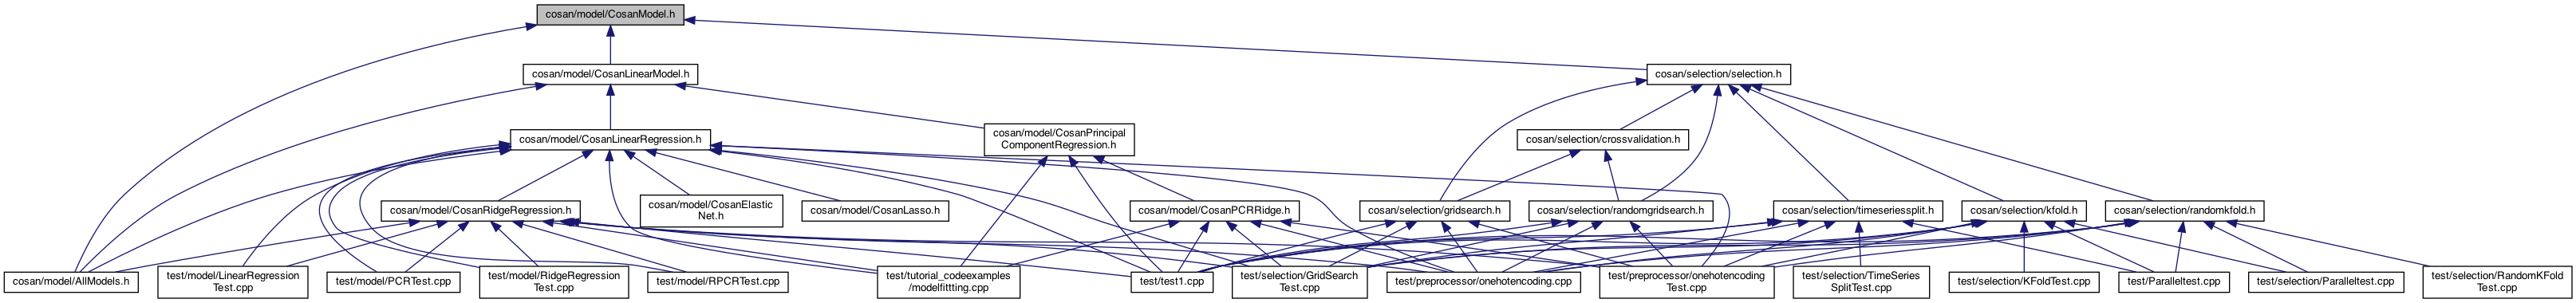 cosan/model/CosanModel.h
cosan/model/CosanLinearModel.h
cosan/selection/selection.h
cosan/model/CosanLinearRegression.h
cosan/model/CosanPrincipal
ComponentRegression.h
cosan/selection/crossvalidation.h
cosan/model/CosanRidgeRegression.h
cosan/model/CosanElastic
Net.h
cosan/model/CosanLasso.h
cosan/model/CosanPCRRidge.h
cosan/selection/gridsearch.h
cosan/selection/randomgridsearch.h
cosan/selection/timeseriessplit.h
cosan/selection/kfold.h
cosan/selection/randomkfold.h
cosan/model/AllModels.h
test/model/LinearRegression
Test.cpp
test/model/PCRTest.cpp
test/model/RidgeRegression
Test.cpp
test/model/RPCRTest.cpp
test/tutorial_codeexamples
/modelfittting.cpp
test/test1.cpp
test/selection/GridSearch
Test.cpp
test/preprocessor/onehotencoding.cpp
test/preprocessor/onehotencoding
Test.cpp
test/selection/TimeSeries
SplitTest.cpp
test/selection/KFoldTest.cpp
test/Paralleltest.cpp
test/selection/Paralleltest.cpp
test/selection/RandomKFold
Test.cpp